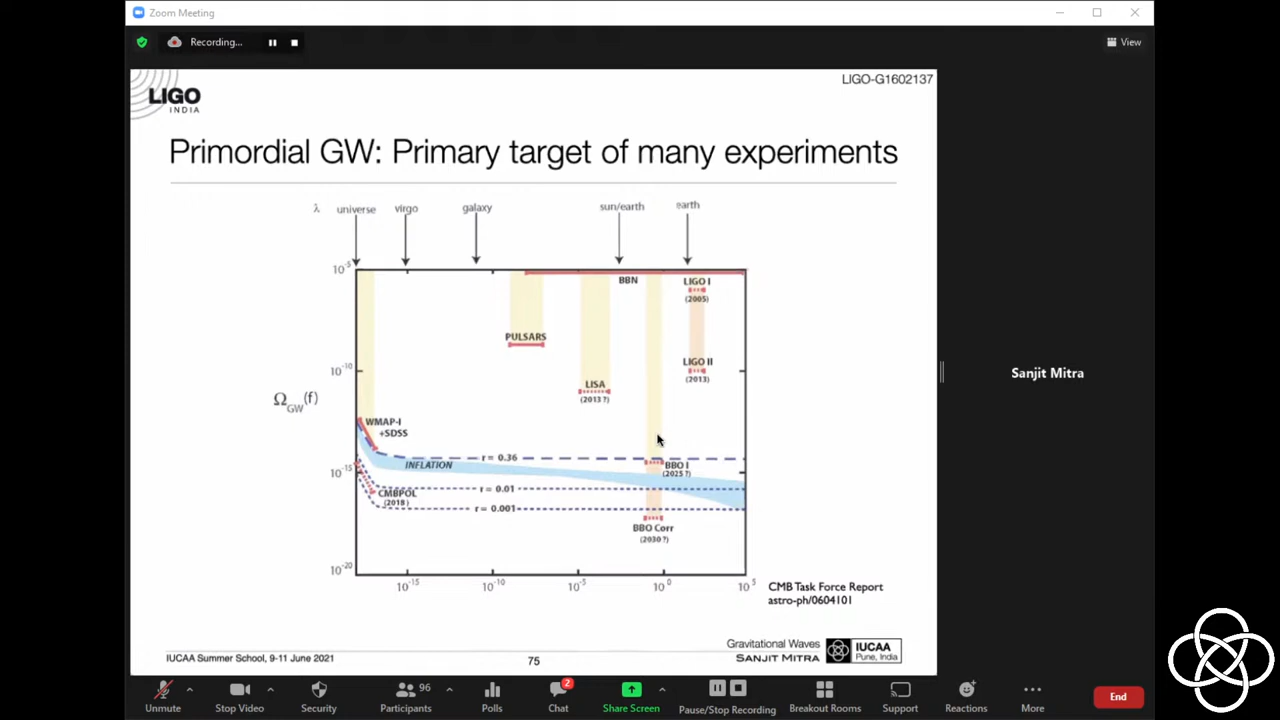 Zoom Meeting
Recording...
View
LIGO-G1602137
LIGO
INDIA
Primordial GW: Primary target of many experiments
λ universe virgo galaxy sun/earth earth
10^-5
BBN
LIGO I
(2005)
PULSARS
LIGO II
(2013)
10^-10
LISA
(2013 ?)
Ω_GW(f)
WMAP-I
+SDSS
r = 0.36
INFLATION
BBO I
(2025 ?)
10^-15
r = 0.01
CMBPOL
(2018)
r = 0.001
BBO Corr
(2030 ?)
10^-20
10^-15 10^-10 10^-5 10^0 10^5
CMB Task Force Report
astro-ph/0604101
Sanjit Mitra
Gravitational Waves
IUCAA Summer School, 9-11 June 2021
75
SANJIT MITRA
IUCAA
Pune, India
96
2
Unmute Stop Video Security Participants Polls Chat Share Screen Pause/Stop Recording Breakout Rooms Support Reactions More End